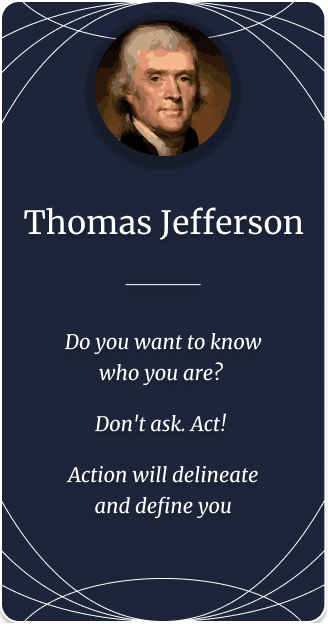 Thomas Jefferson
Do you want to know
who you are?
Don't ask. Act!
Action will delineate
and define you